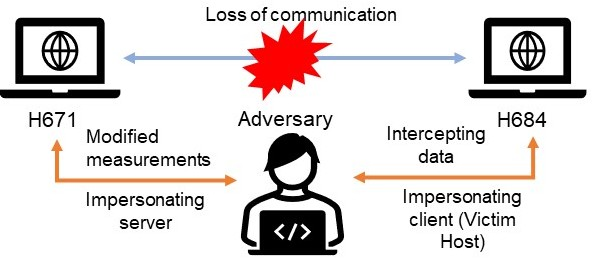 Loss of communication
H671
Adversary
H684
Modified
measurements
Impersonating
server
</>
Intercepting
data
Impersonating
client (Victim
Host)